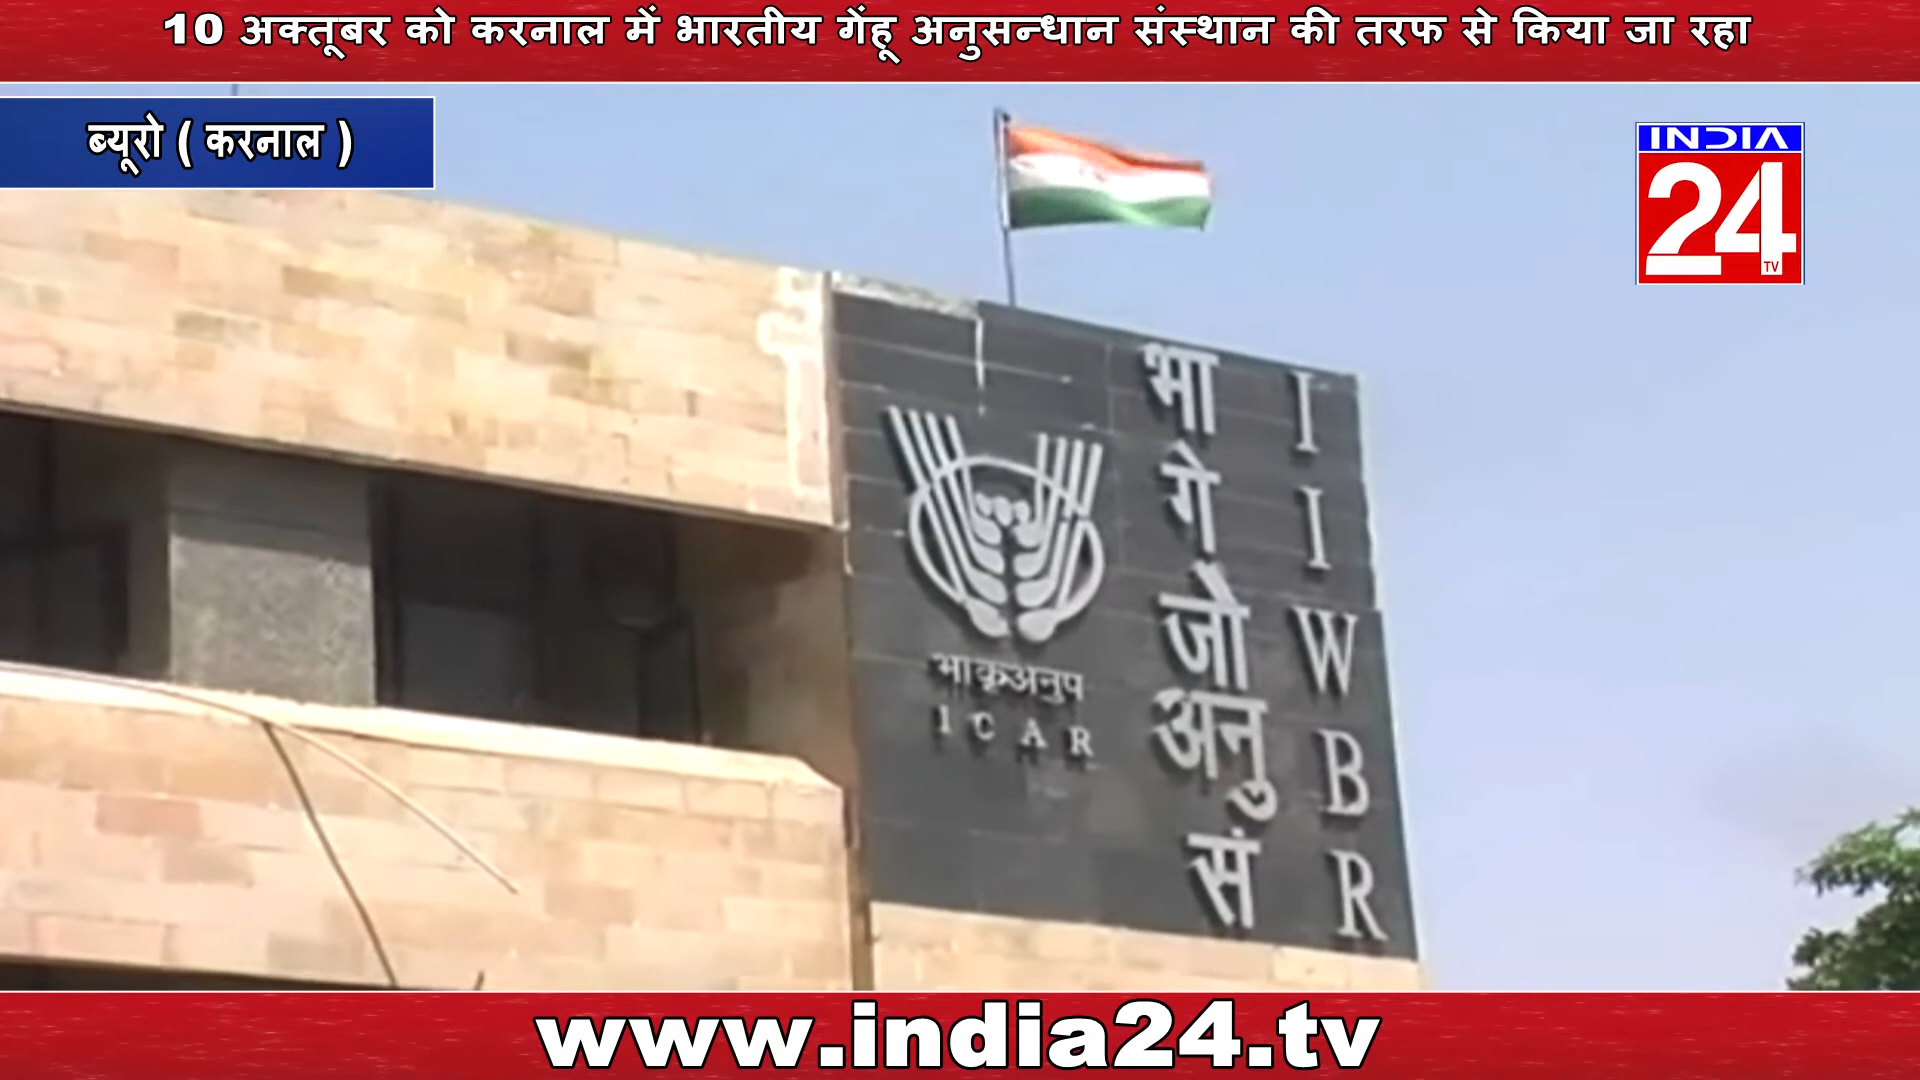 10 अक्तूबर को करनाल में भारतीय गेंहू अनुसन्धान संस्थान की तरफ से किया जा रहा
ब्यूरो ( करनाल )
INDIA
24
TV
भा
गे
जौ
अनु
सं
I
I
W
B
R
भाकृअनुप
ICAR
www.india24.tv